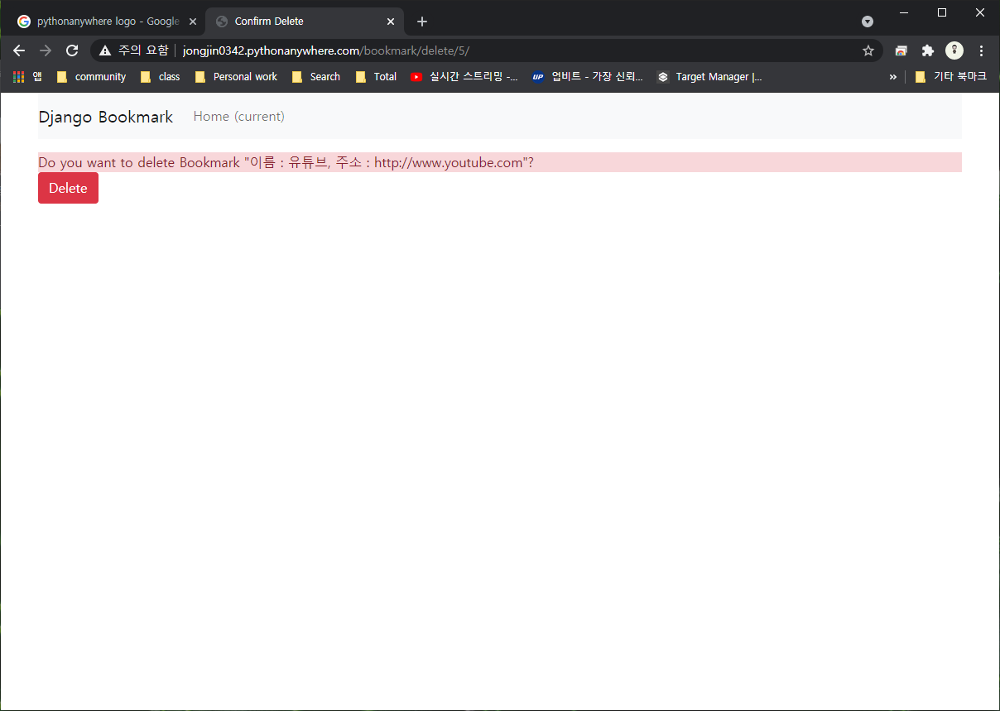 pythonanywhere logo - Google
Confirm Delete
주의 요함 jongjin0342.pythonanywhere.com/bookmark/delete/5/
앱 community class Personal work Search Total 실시간 스트리밍 -... UP 업비트 - 가장 신뢰... Target Manager |... » 기타 북마크
Django Bookmark Home (current)
Do you want to delete Bookmark "이름 : 유튜브, 주소 : http://www.youtube.com"?
Delete